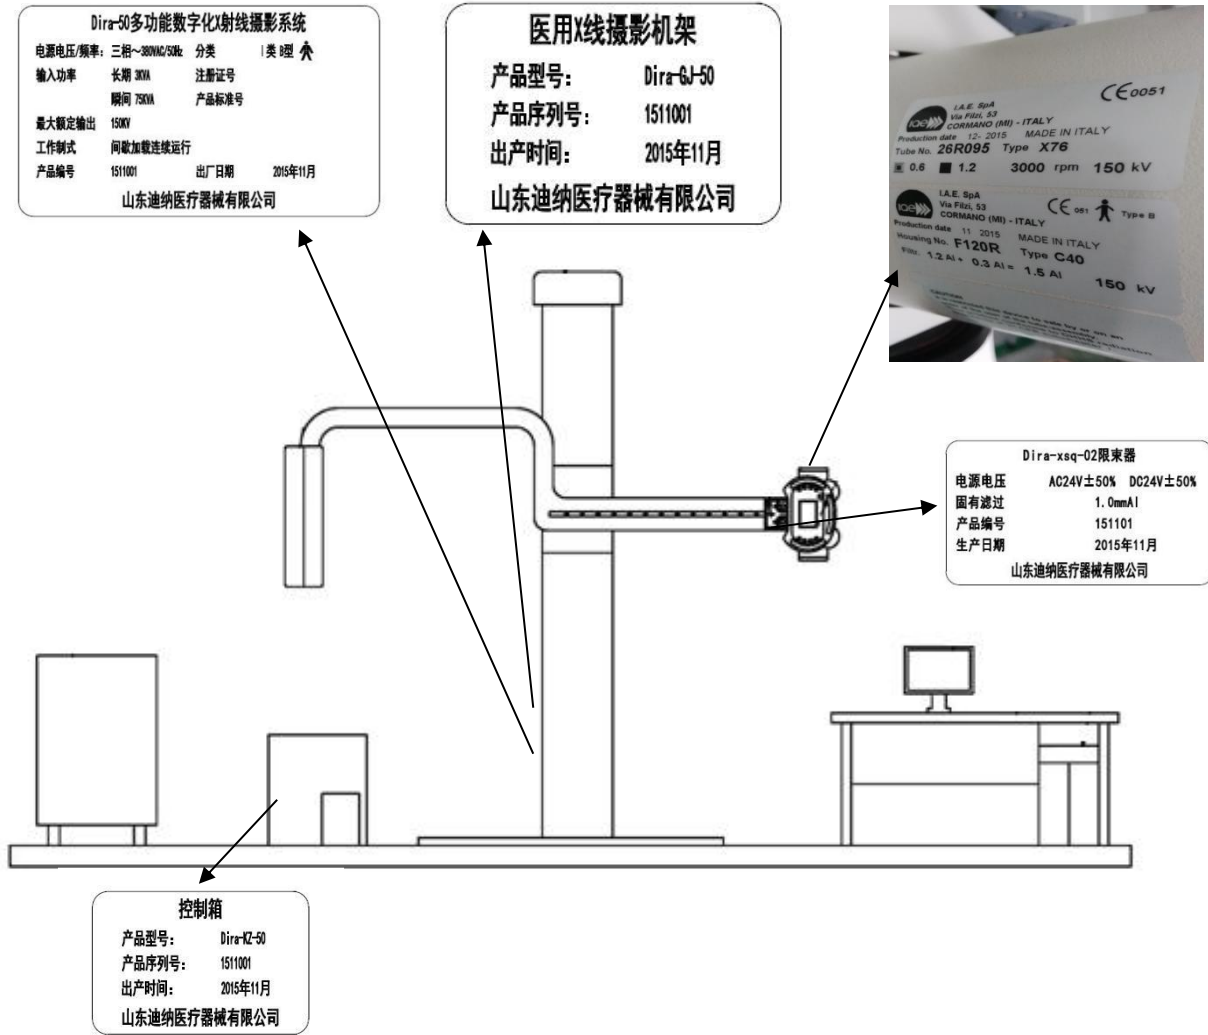 Dira-50多功能数字化X射线摄影系统
电源电压/频率: 三相～380VAC/50Hz 分类 I类 B型
输入功率 长期 3KVA 注册证号
瞬间 75KVA 产品标准号
最大额定输出 150KV
工作制式 间歇加载连续运行
产品编号 1511001 出厂日期 2015年11月
山东迪纳医疗器械有限公司
医用X线摄影机架
产品型号: Dira-GJ-50
产品序列号: 1511001
出产时间: 2015年11月
山东迪纳医疗器械有限公司
CE0051
iae
I.A.E. SpA
Via Filzi, 53
CORMANO (MI) - ITALY
Production date 12- 2015 MADE IN ITALY
Tube No. 26R095 Type X76
0.6 1.2 3000 rpm 150 kV
iae
I.A.E. SpA
Via Filzi, 53
CORMANO (MI) - ITALY
CE 051 Type B
Production date 11 2015 MADE IN ITALY
Housing No. F120R Type C40
Filtr. 1.2 Al + 0.3 Al = 1.5 Al
150 kV
CAUTION
Dira-xsq-02限束器
电源电压 AC24V±50% DC24V±50%
固有滤过 1.0mmAl
产品编号 151101
生产日期 2015年11月
山东迪纳医疗器械有限公司
控制箱
产品型号: Dira-KZ-50
产品序列号: 1511001
出产时间: 2015年11月
山东迪纳医疗器械有限公司